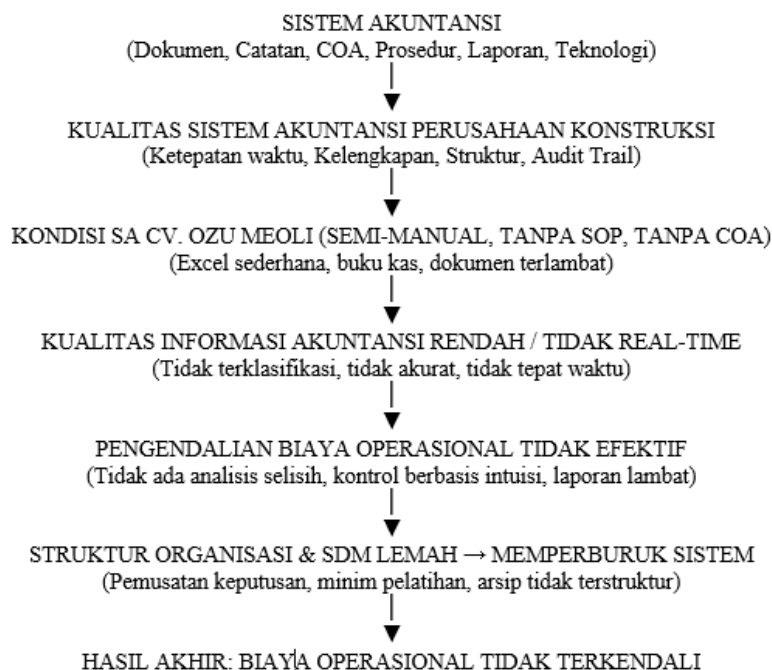 SISTEM AKUNTANSI
(Dokumen, Catatan, COA, Prosedur, Laporan, Teknologi)
KUALITAS SISTEM AKUNTANSI PERUSAHAAN KONSTRUKSI
(Ketepatan waktu, Kelengkapan, Struktur, Audit Trail)
KONDISI SA CV. OZU MEOLI (SEMI-MANUAL, TANPA SOP, TANPA COA)
(Excel sederhana, buku kas, dokumen terlambat)
KUALITAS INFORMASI AKUNTANSI RENDAH / TIDAK REAL-TIME
(Tidak terklasifikasi, tidak akurat, tidak tepat waktu)
PENGENDALIAN BIAYA OPERASIONAL TIDAK EFEKTIF
(Tidak ada analisis selisih, kontrol berbasis intuisi, laporan lambat)
STRUKTUR ORGANISASI & SDM LEMAH → MEMPERBURUK SISTEM
(Pemusatan keputusan, minim pelatihan, arsip tidak terstruktur)
HASIL AKHIR: BIAYA OPERASIONAL TIDAK TERKENDALI